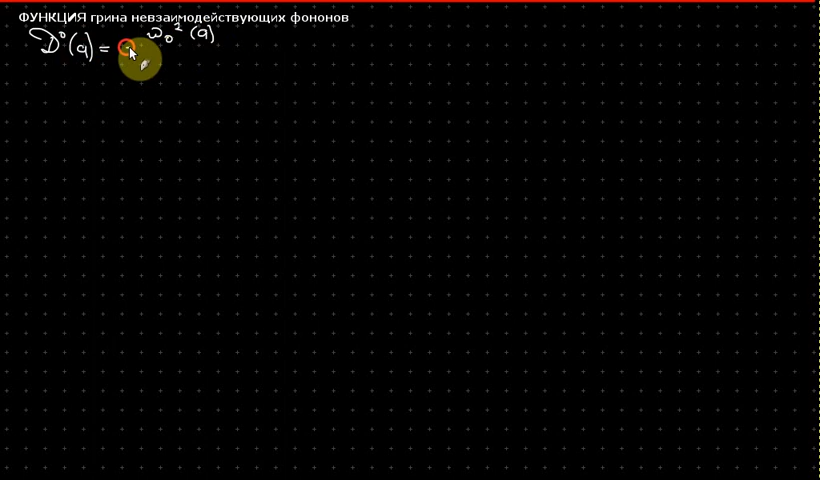 ФУНКЦИЯ грина невзаимодействующих фононов
D⁰(q) = ω₀²(q)